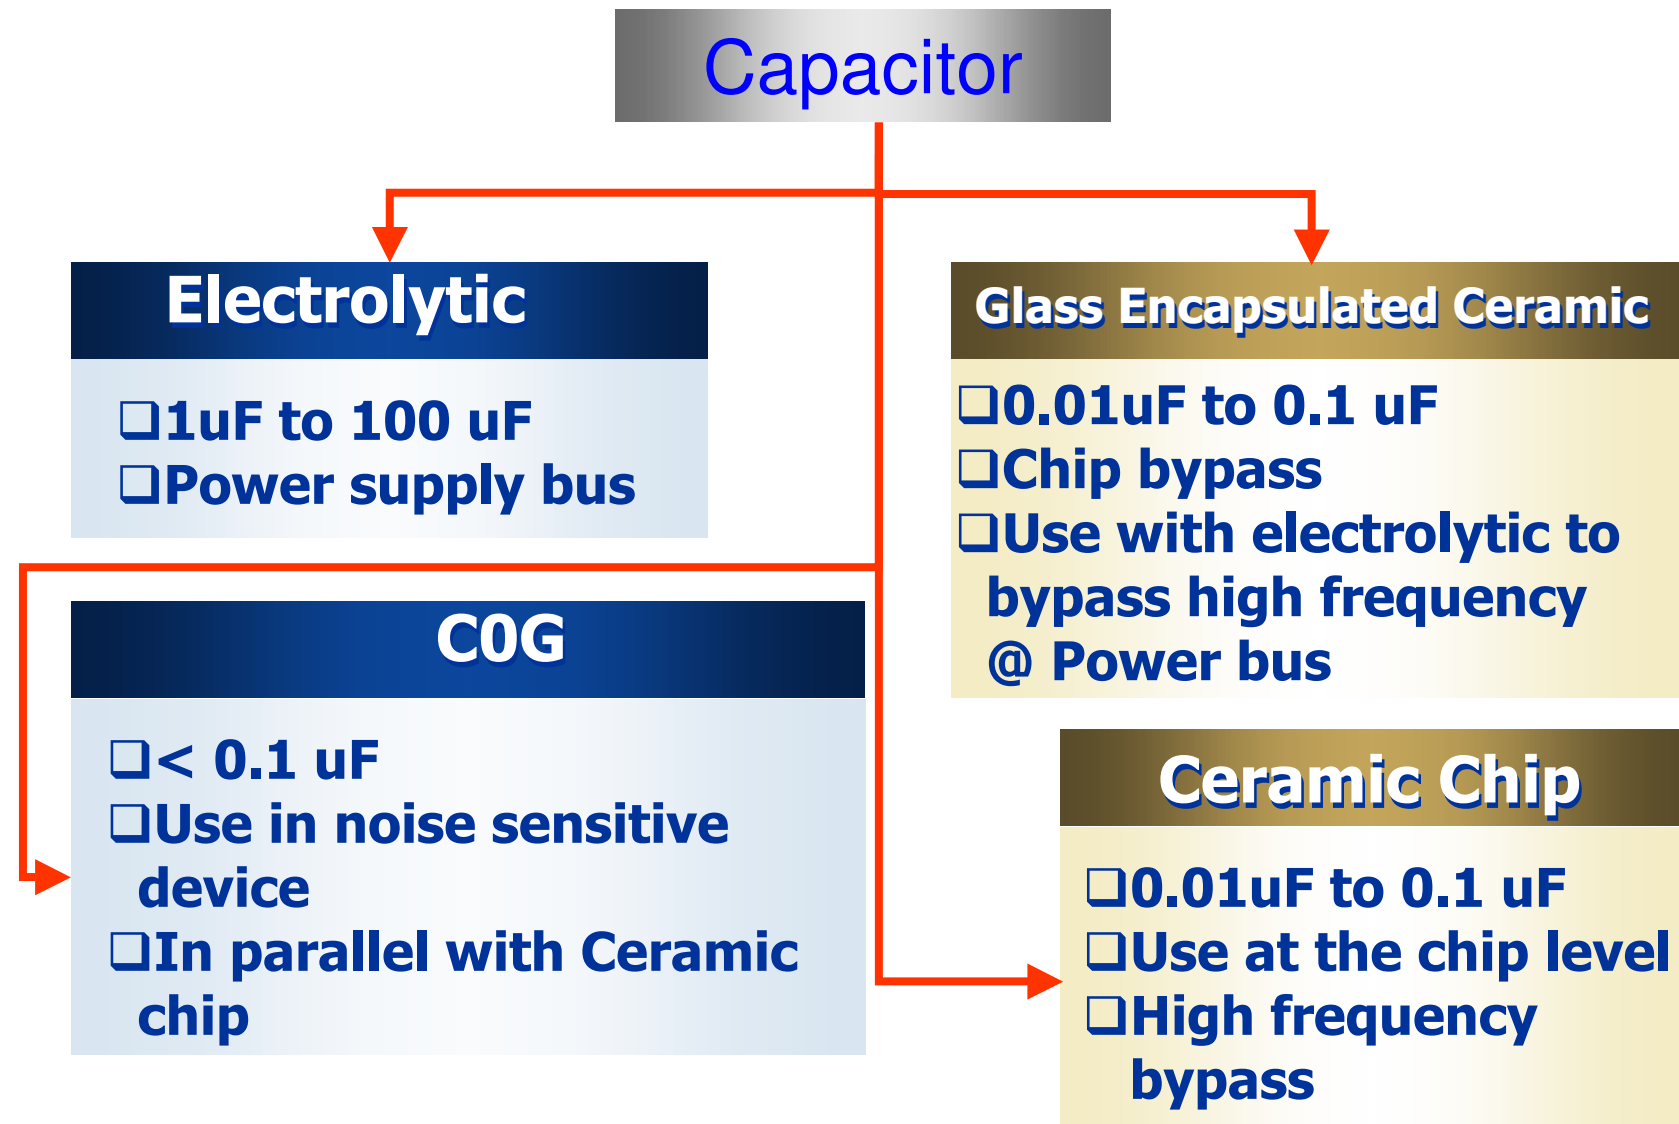 Capacitor
Electrolytic
❑1uF to 100 uF
❑Power supply bus
Glass Encapsulated Ceramic
❑0.01uF to 0.1 uF
❑Chip bypass
❑Use with electrolytic to
bypass high frequency
@ Power bus
C0G
❑< 0.1 uF
❑Use in noise sensitive
device
❑In parallel with Ceramic
chip
Ceramic Chip
❑0.01uF to 0.1 uF
❑Use at the chip level
❑High frequency
bypass